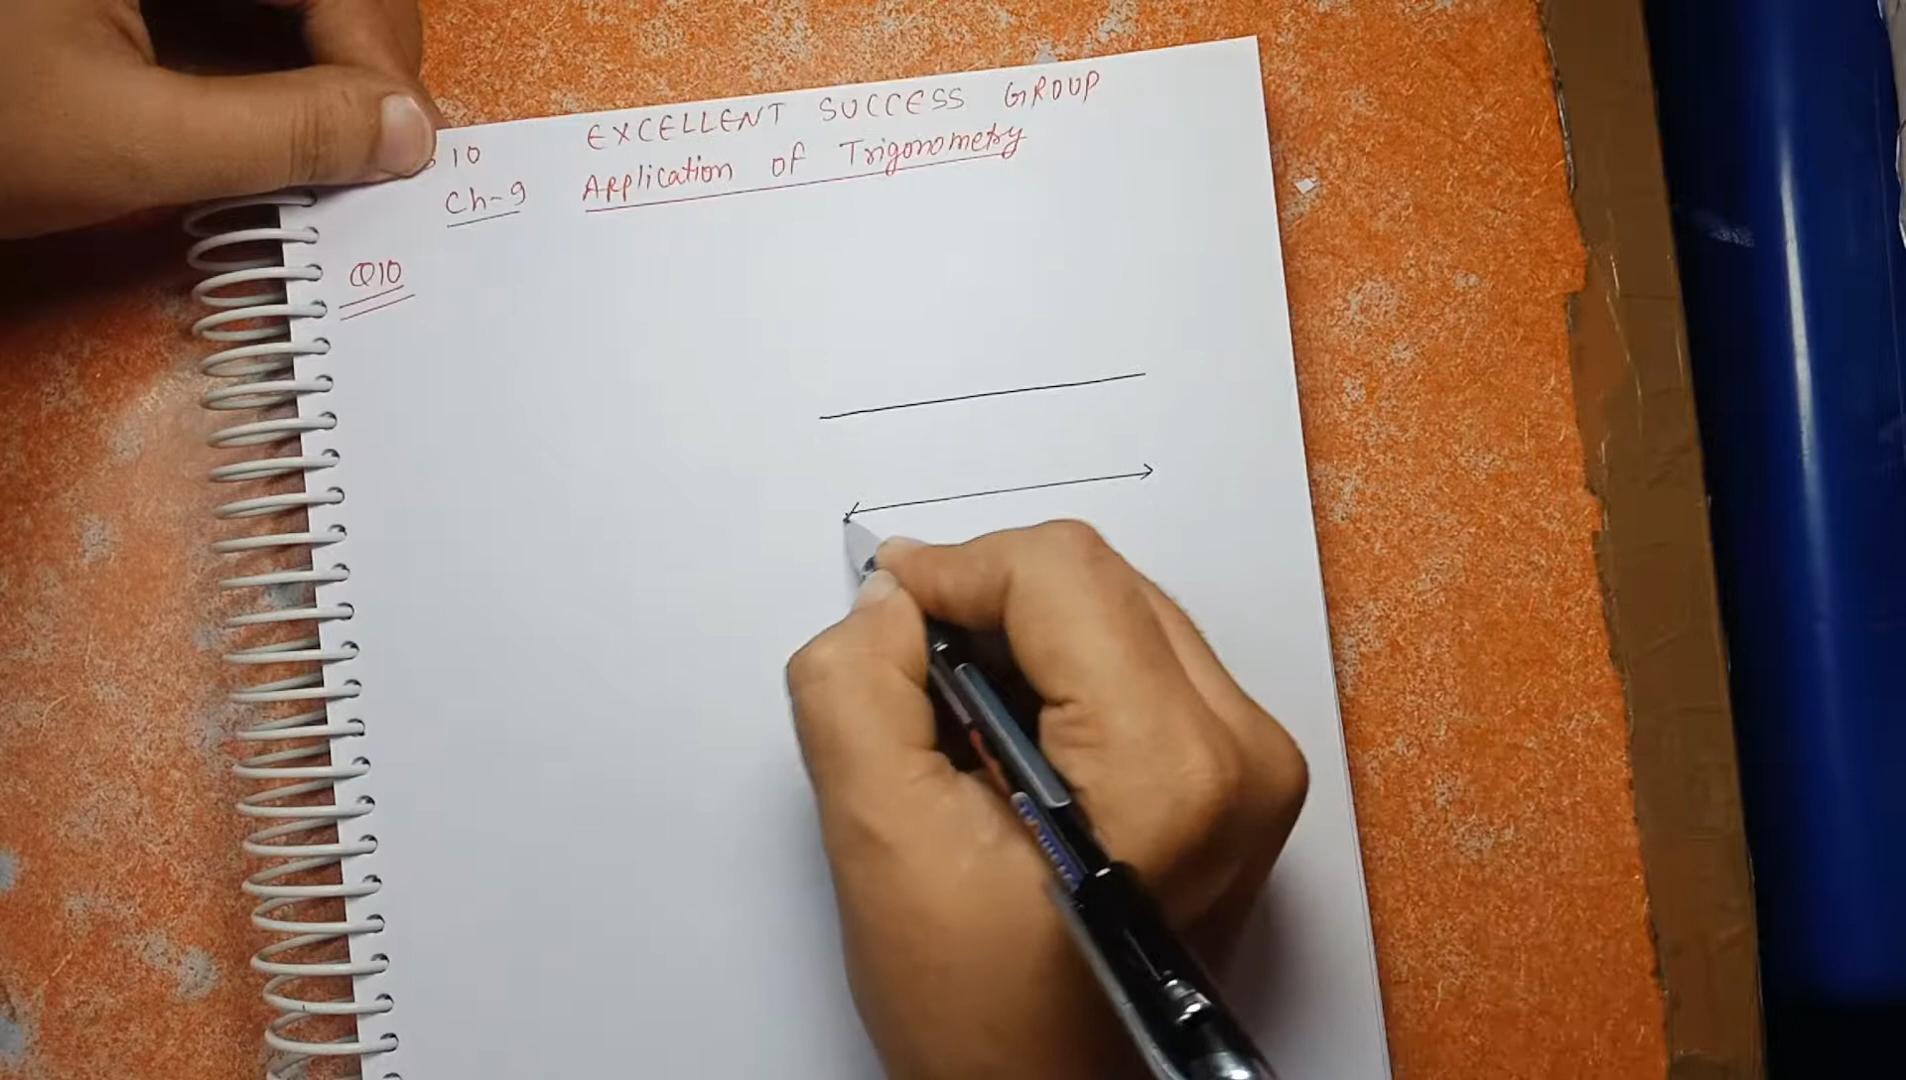 10 EXCELLENT SUCCESS GROUP
Ch-9 Application of Trigonometry
Q10